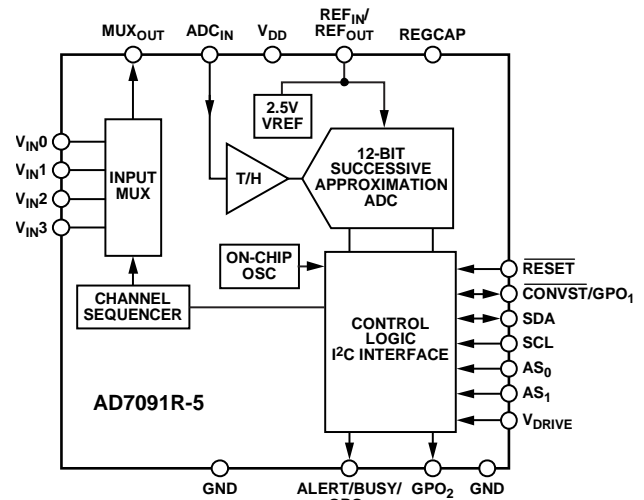 MUXOUT
ADCIN
VDD
REFIN/
REFOUT
REGCAP
2.5V
VREF
VIN0
VIN1
VIN2
VIN3
INPUT
MUX
T/H
12-BIT
SUCCESSIVE
APPROXIMATION
ADC
ON-CHIP
OSC
CHANNEL
SEQUENCER
CONTROL
LOGIC
I2C INTERFACE
RESET
CONVST/GPO1
SDA
SCL
AS0
AS1
VDRIVE
AD7091R-5
GND
ALERT/BUSY/
GPO2
GND